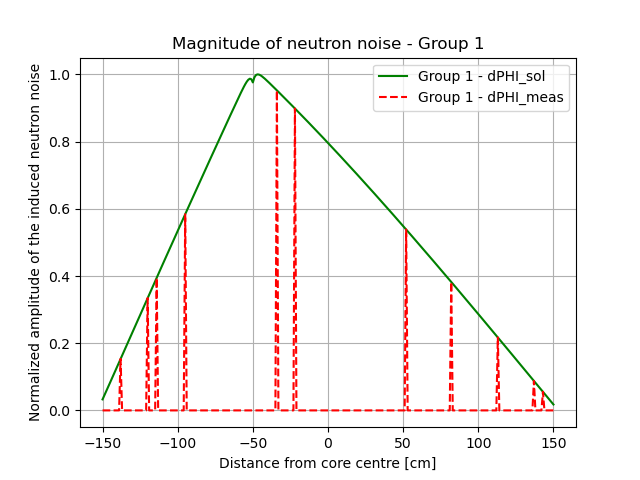 Magnitude of neutron noise - Group 1
Group 1 - dPHI_sol
Group 1 - dPHI_meas
Normalized amplitude of the induced neutron noise
1.0
0.8
0.6
0.4
0.2
0.0
−150 −100 −50 0 50 100 150
Distance from core centre [cm]